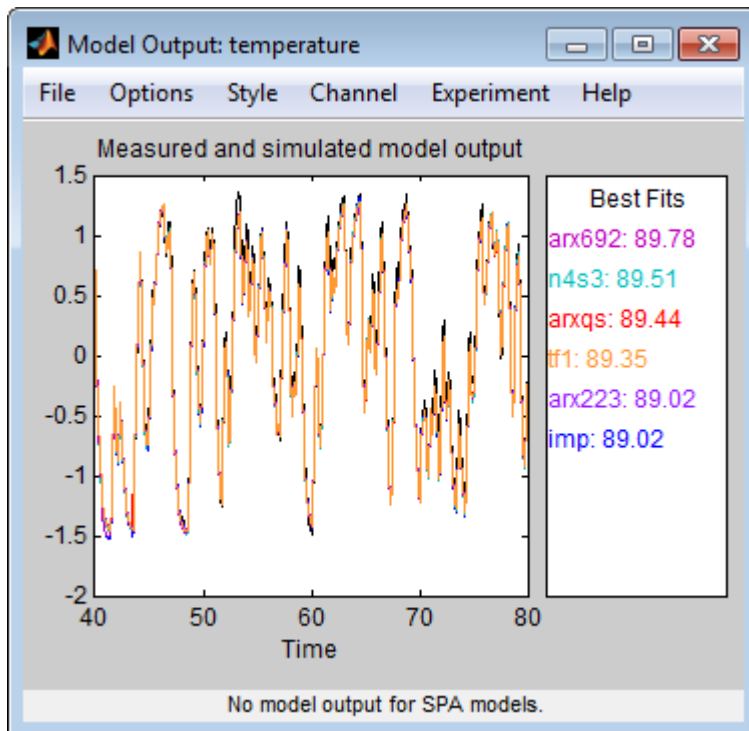 Model Output: temperature
File Options Style Channel Experiment Help
Measured and simulated model output
1.5
1
0.5
0
-0.5
-1
-1.5
-2
40 50 60 70 80
Time
Best Fits
arx692: 89.78
n4s3: 89.51
arxqs: 89.44
tf1: 89.35
arx223: 89.02
imp: 89.02
No model output for SPA models.